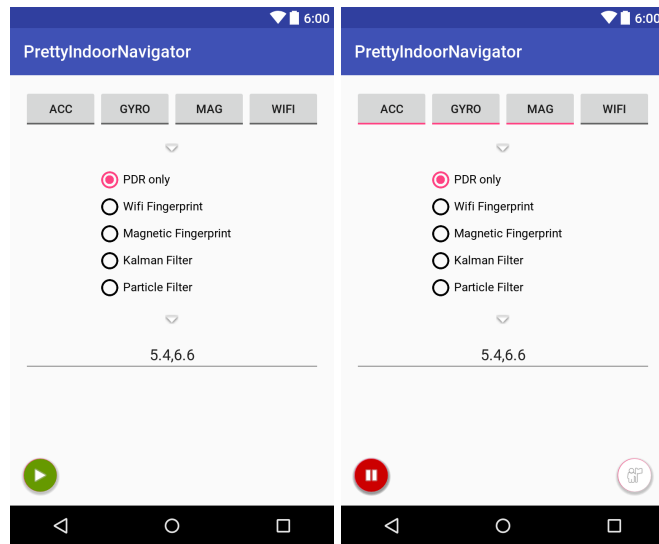 6:00
PrettyIndoorNavigator
ACC GYRO MAG WIFI
PDR only
Wifi Fingerprint
Magnetic Fingerprint
Kalman Filter
Particle Filter
5.4,6.6
6:00
PrettyIndoorNavigator
ACC GYRO MAG WIFI
PDR only
Wifi Fingerprint
Magnetic Fingerprint
Kalman Filter
Particle Filter
5.4,6.6